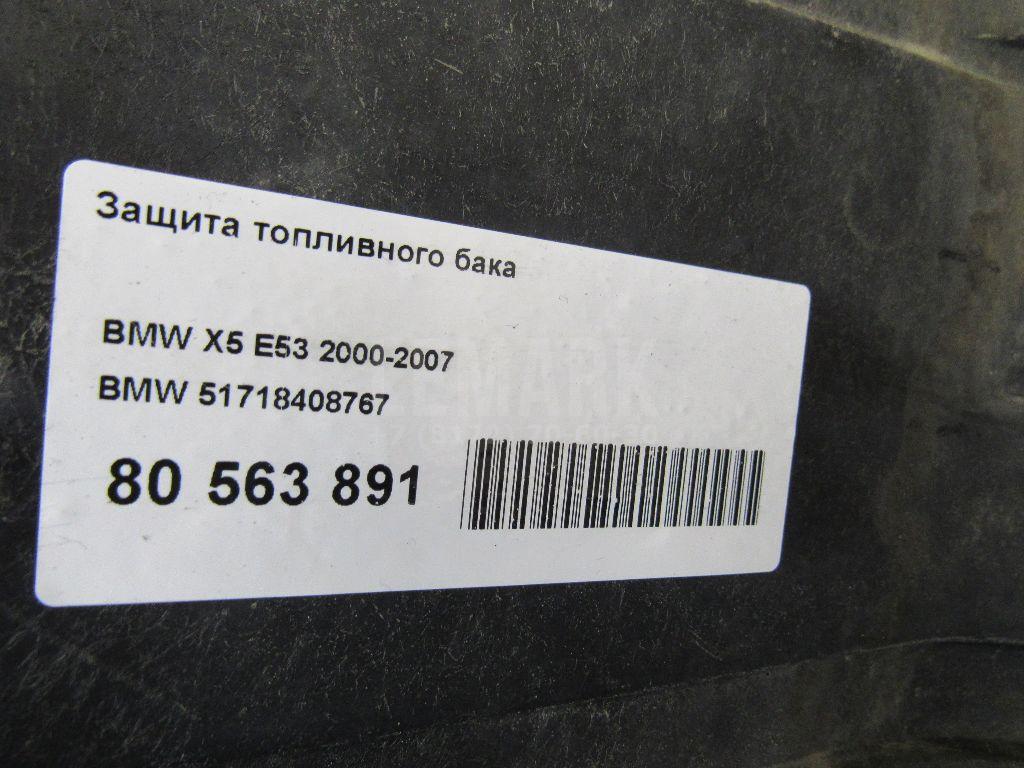 Защита топливного бака
BMW X5 E53 2000-2007
BMW 51718408767
80 563 891